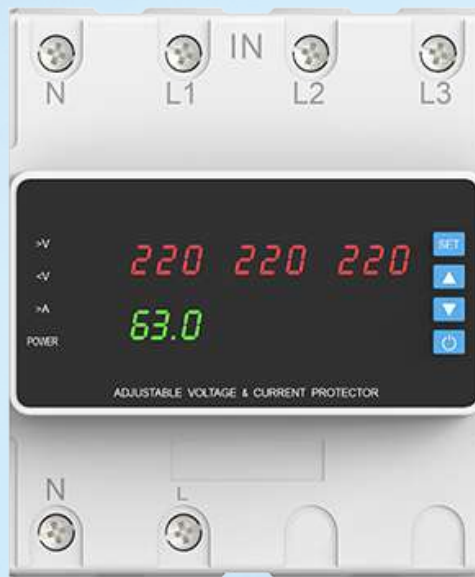 IN
N L1 L2 L3
>V
220 220 220
SET
<V
>A
63.0
POWER
ADJUSTABLE VOLTAGE & CURRENT PROTECTOR
N L